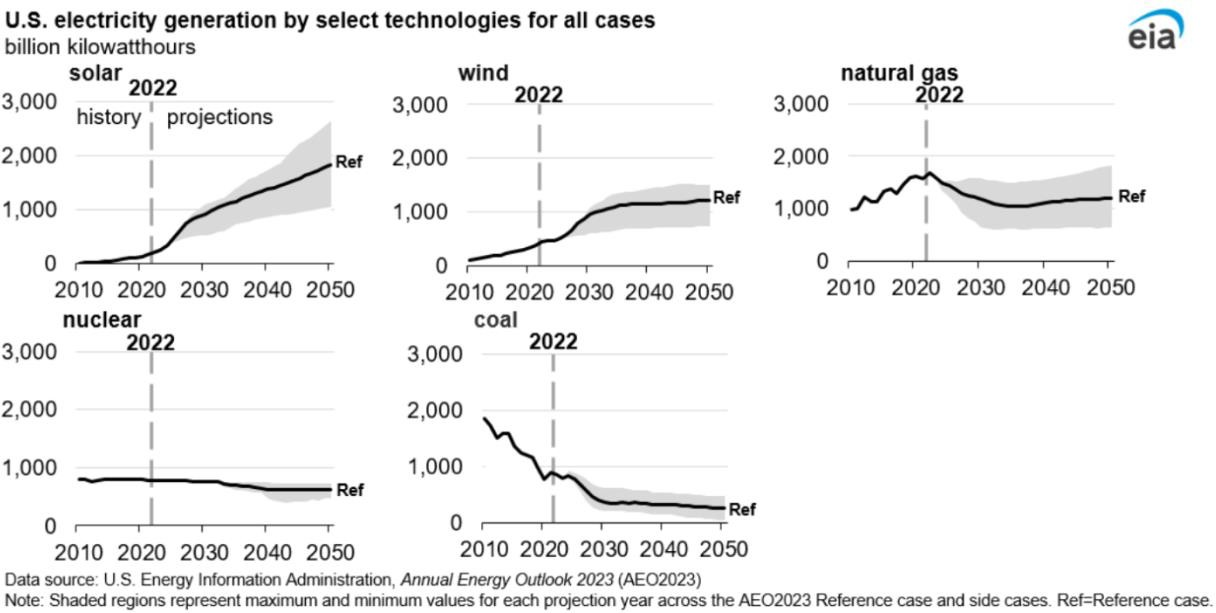 U.S. electricity generation by select technologies for all cases
billion kilowatthours
eia
solar
2022
history projections
3,000
2,000
1,000
0
Ref
2010 2020 2030 2040 2050
wind
2022
3,000
2,000
1,000
0
Ref
2010 2020 2030 2040 2050
natural gas
2022
3,000
2,000
1,000
0
Ref
2010 2020 2030 2040 2050
nuclear
2022
3,000
2,000
1,000
0
Ref
2010 2020 2030 2040 2050
coal
2022
3,000
2,000
1,000
0
Ref
2010 2020 2030 2040 2050
Data source: U.S. Energy Information Administration, Annual Energy Outlook 2023 (AEO2023)
Note: Shaded regions represent maximum and minimum values for each projection year across the AEO2023 Reference case and side cases. Ref=Reference case.